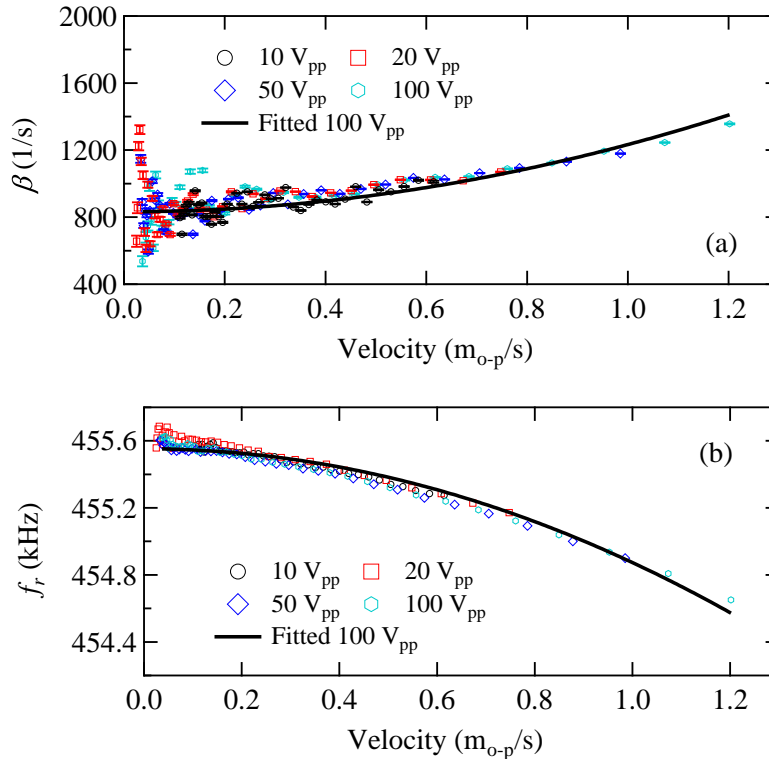 2000
1600
1200
800
400
β (1/s)
10 Vpp 20 Vpp
50 Vpp 100 Vpp
Fitted 100 Vpp
(a)
0.0 0.2 0.4 0.6 0.8 1.0 1.2
Velocity (mo-p/s)
455.6
455.2
454.8
454.4
fr (kHz)
(b)
10 Vpp 20 Vpp
50 Vpp 100 Vpp
Fitted 100 Vpp
0.0 0.2 0.4 0.6 0.8 1.0 1.2
Velocity (mo-p/s)